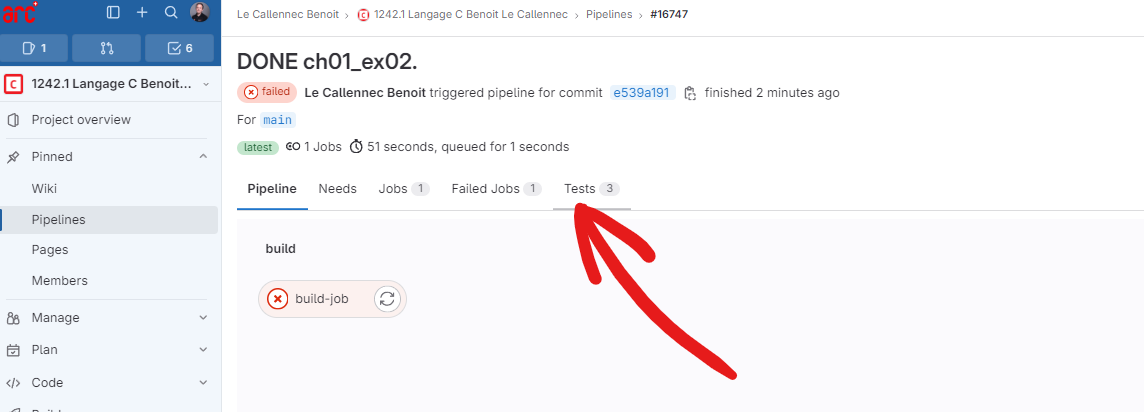 arc
Le Callennec Benoit › 1242.1 Langage C Benoit Le Callennec › Pipelines › #16747
1 6
1242.1 Langage C Benoit...
Project overview
Pinned
Wiki
Pipelines
Pages
Members
Manage
Plan
Code
DONE ch01_ex02.
failed Le Callennec Benoit triggered pipeline for commit e539a191 finished 2 minutes ago
For main
latest 1 Jobs 51 seconds, queued for 1 seconds
Pipeline Needs Jobs 1 Failed Jobs 1 Tests 3
build
build-job